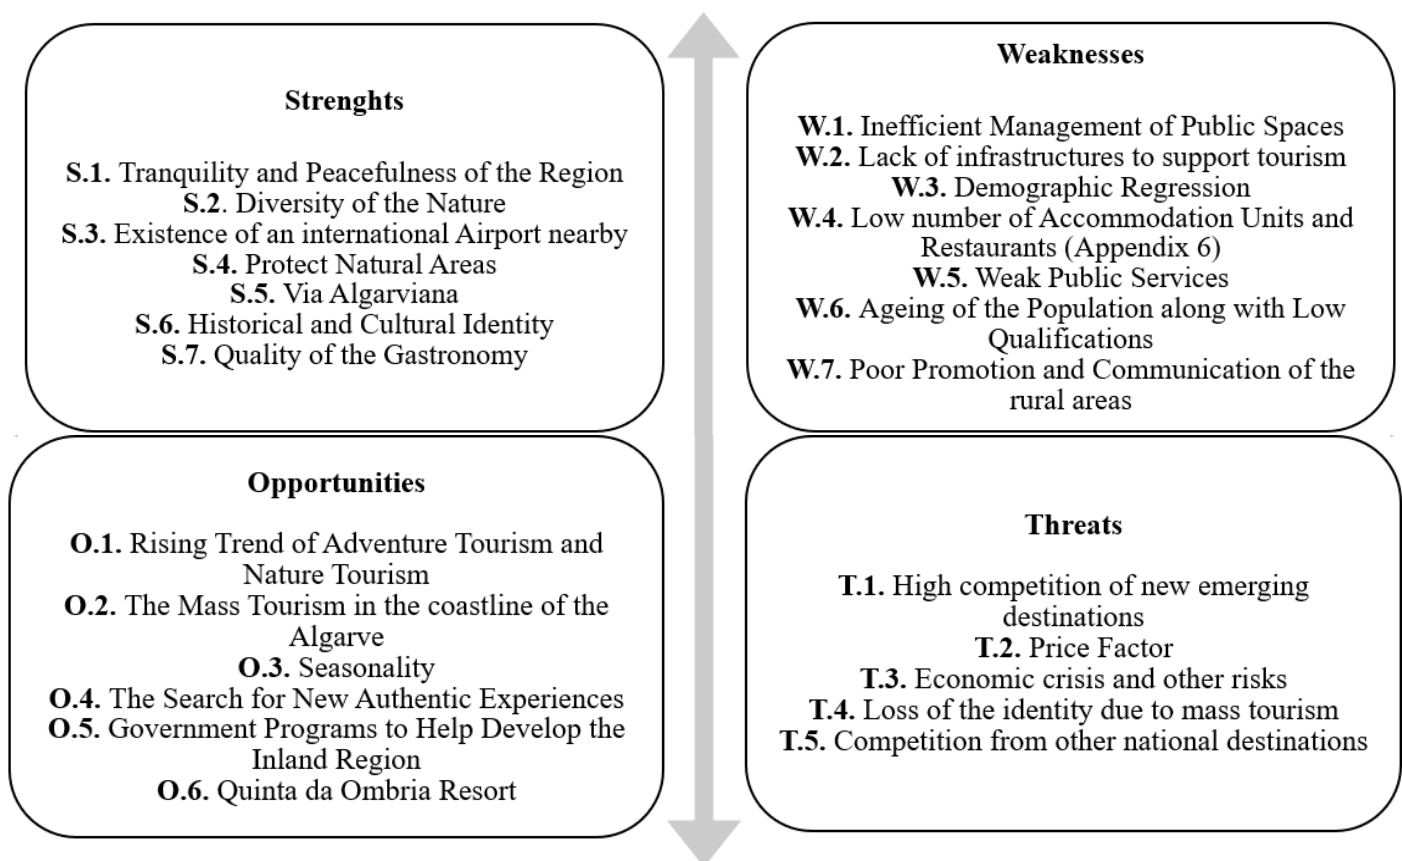 Strenghts
S.1. Tranquility and Peacefulness of the Region
S.2. Diversity of the Nature
S.3. Existence of an international Airport nearby
S.4. Protect Natural Areas
S.5. Via Algarviana
S.6. Historical and Cultural Identity
S.7. Quality of the Gastronomy
Weaknesses
W.1. Inefficient Management of Public Spaces
W.2. Lack of infrastructures to support tourism
W.3. Demographic Regression
W.4. Low number of Accommodation Units and
Restaurants (Appendix 6)
W.5. Weak Public Services
W.6. Ageing of the Population along with Low
Qualifications
W.7. Poor Promotion and Communication of the
rural areas
Opportunities
O.1. Rising Trend of Adventure Tourism and
Nature Tourism
O.2. The Mass Tourism in the coastline of the
Algarve
O.3. Seasonality
O.4. The Search for New Authentic Experiences
O.5. Government Programs to Help Develop the
Inland Region
O.6. Quinta da Ombria Resort
Threats
T.1. High competition of new emerging
destinations
T.2. Price Factor
T.3. Economic crisis and other risks
T.4. Loss of the identity due to mass tourism
T.5. Competition from other national destinations